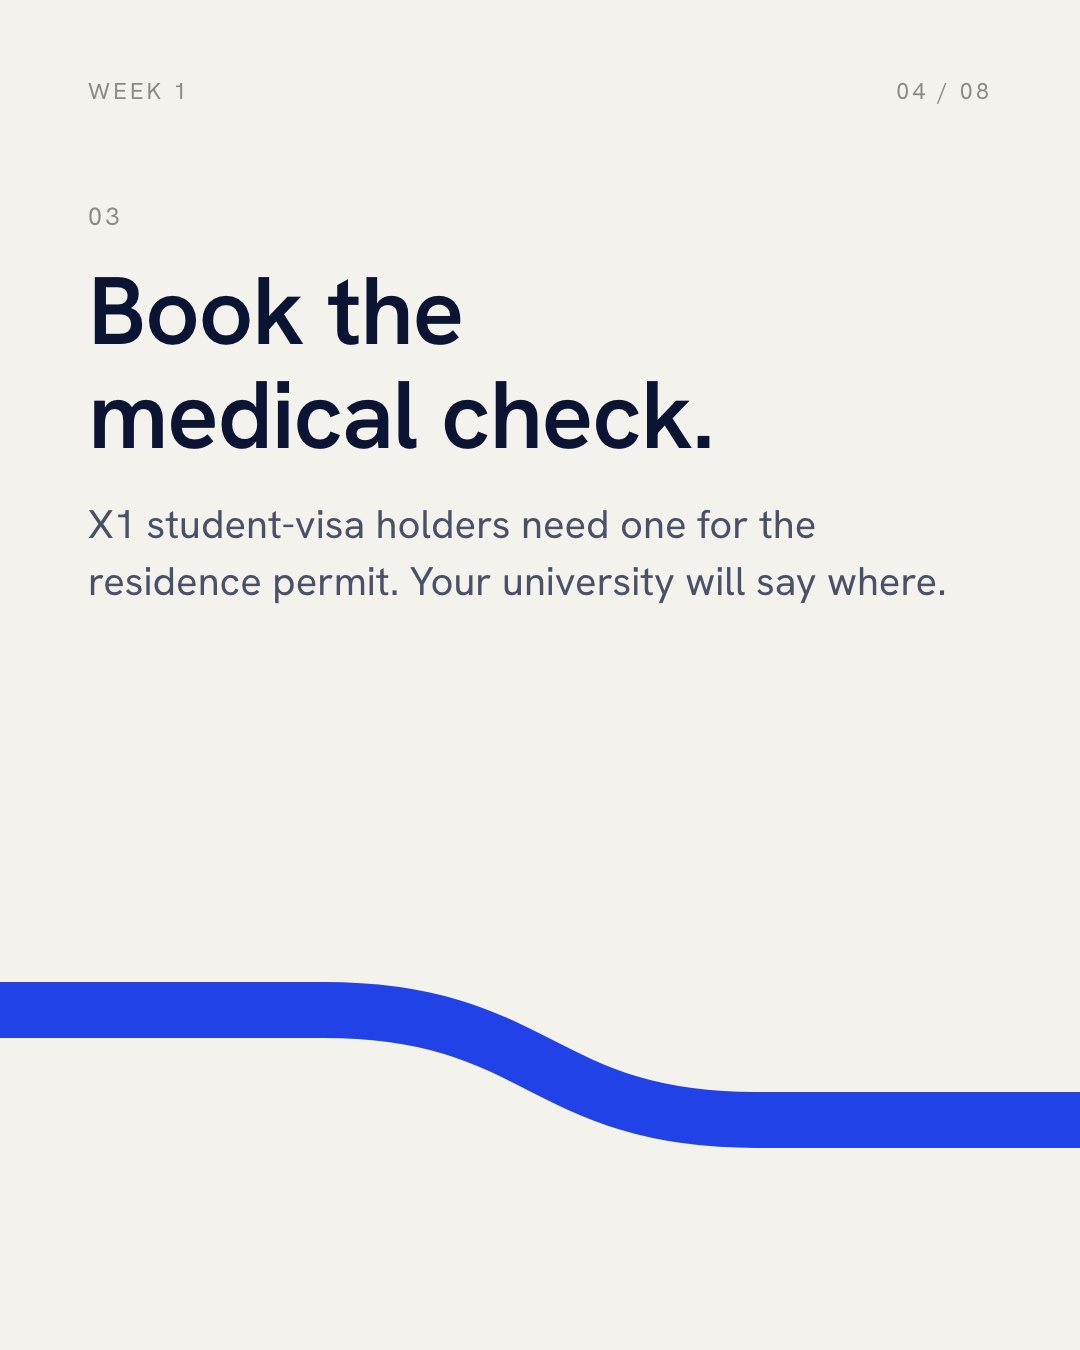 WEEK 1
04 / 08
03
Book the
medical check.
X1 student-visa holders need one for the
residence permit. Your university will say where.